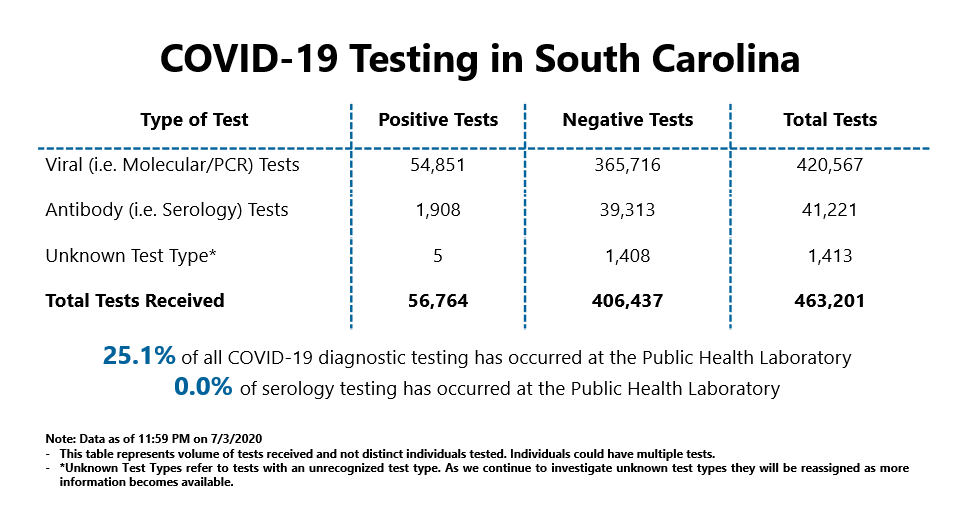 COVID-19 Testing in South Carolina
Type of Test Positive Tests Negative Tests Total Tests
Viral (i.e. Molecular/PCR) Tests 54,851 365,716 420,567
Antibody (i.e. Serology) Tests 1,908 39,313 41,221
Unknown Test Type* 5 1,408 1,413
Total Tests Received 56,764 406,437 463,201
25.1% of all COVID-19 diagnostic testing has occurred at the Public Health Laboratory
0.0% of serology testing has occurred at the Public Health Laboratory
Note: Data as of 11:59 PM on 7/3/2020
- This table represents volume of tests received and not distinct individuals tested. Individuals could have multiple tests.
- *Unknown Test Types refer to tests with an unrecognized test type. As we continue to investigate unknown test types they will be reassigned as more
information becomes available.